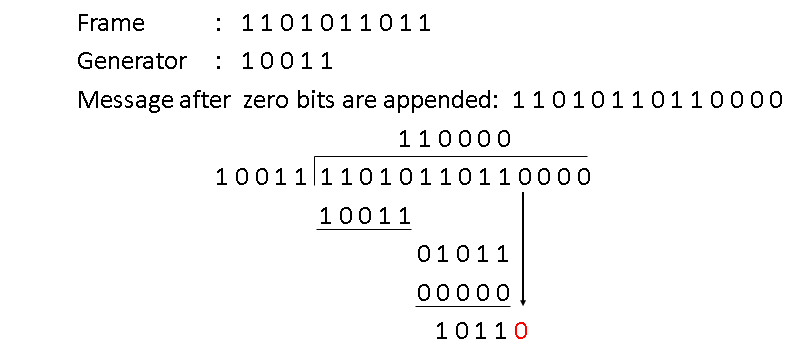 Frame : 1 1 0 1 0 1 1 0 1 1
Generator : 1 0 0 1 1
Message after zero bits are appended: 1 1 0 1 0 1 1 0 1 1 0 0 0 0
1 1 0 0 0 0
1 0 0 1 1 1 1 0 1 0 1 1 0 1 1 0 0 0 0
1 0 0 1 1
0 1 0 1 1
0 0 0 0 0
1 0 1 1 0